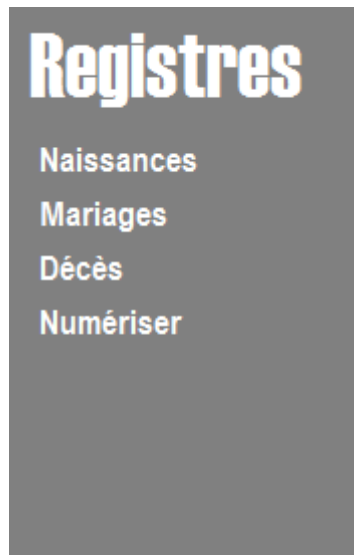 Registres
Naissances
Mariages
Décès
Numériser